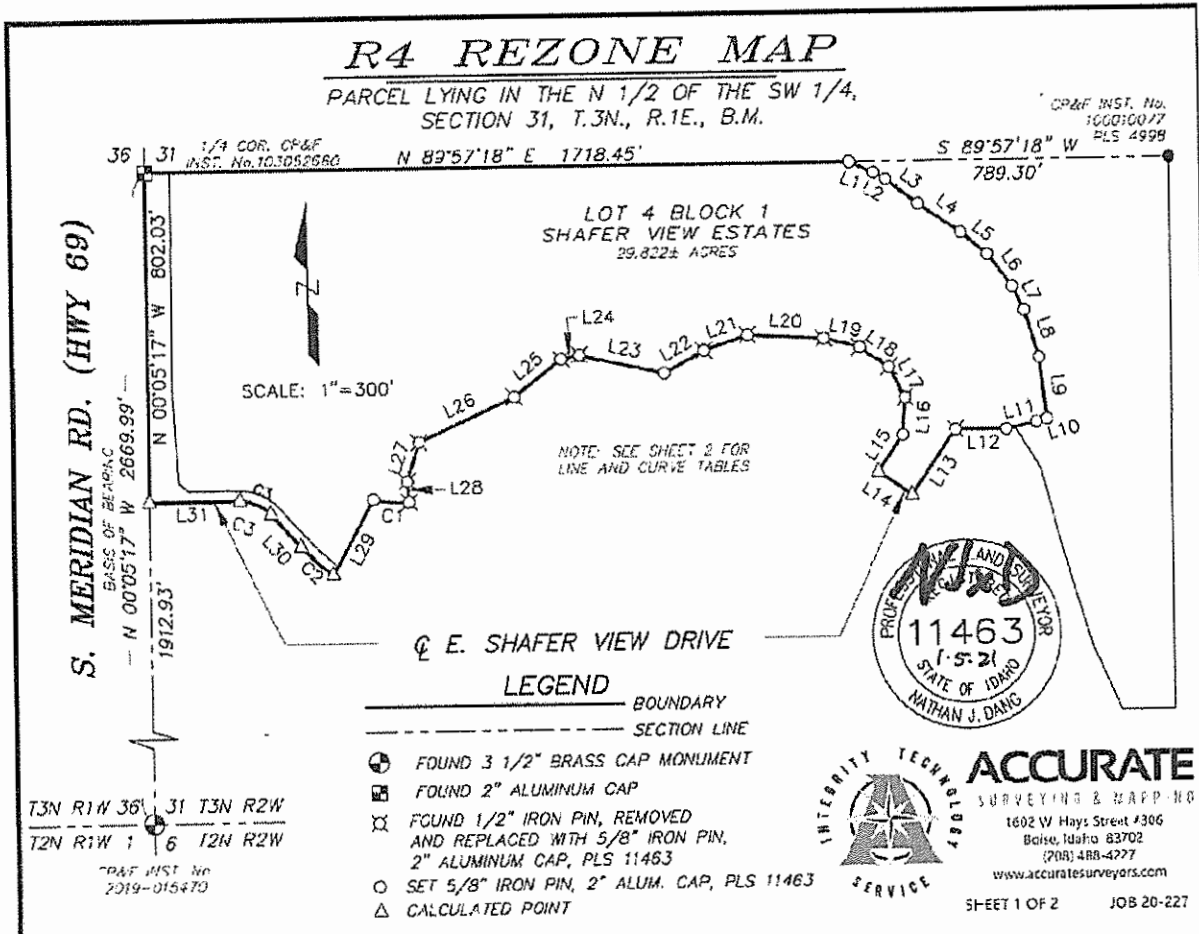 R4 REZONE MAP
PARCEL LYING IN THE N 1/2 OF THE SW 1/4,
SECTION 31, T.3N., R.1E., B.M.
CP&F INST. No.
100010077
PLS 4998
36
31
1/4 COR. CP&F
INST. No.103052660
N 89°57'18" E 1718.45'
S 89°57'18" W
789.30'
L1
L2
L3
L4
L5
L6
L7
L8
L9
L10
L11
L12
L13
L14
L15
L16
L17
L18
L19
L20
L21
L22
L23
L24
L25
L26
L27
L28
C1
L29
C2
L30
C3
L31
LOT 4 BLOCK 1
SHAFER VIEW ESTATES
29.822± ACRES
S. MERIDIAN RD. (HWY 69)
BASIS OF BEARING
N 00°05'17" W 2669.99'
N 00°05'17" W 802.03'
1912.93'
Z
SCALE: 1"=300'
NOTE: SEE SHEET 2 FOR
LINE AND CURVE TABLES
℄ E. SHAFER VIEW DRIVE
LEGEND
BOUNDARY
SECTION LINE
FOUND 3 1/2" BRASS CAP MONUMENT
FOUND 2" ALUMINUM CAP
FOUND 1/2" IRON PIN, REMOVED
AND REPLACED WITH 5/8" IRON PIN,
2" ALUMINUM CAP, PLS 11463
SET 5/8" IRON PIN, 2" ALUM. CAP, PLS 11463
CALCULATED POINT
T3N R1W 36 31 T3N R2W
T2N R1W 1 6 T2N R2W
CP&F INST. No
2019-015470
PROFESSIONAL LAND SURVEYOR
REGISTERED
11463
1-5-21
STATE OF IDAHO
NATHAN J. DANG
INTEGRITY TECHNOLOGY
SERVICE
ACCURATE
SURVEYING & MAPPING
1602 W. Hays Street #306
Boise, Idaho 83702
(208) 488-4227
www.accuratesurveyors.com
SHEET 1 OF 2 JOB 20-227